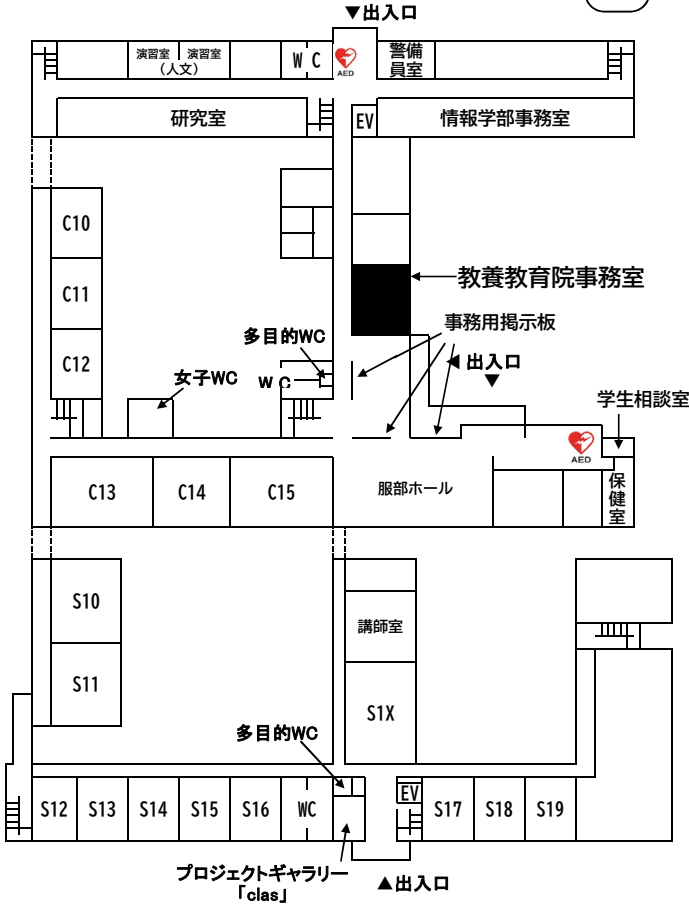 ▼出入口
演習室 演習室
（人文）
W C
AED
警備
員室
研究室
EV
情報学部事務室
C10
C11
C12
教養教育院事務室
事務用掲示板
多目的WC
W C
女子WC
出入口
▼
学生相談室
C13
C14
C15
服部ホール
AED
保
健
室
S10
S11
講師室
S1X
多目的WC
S12
S13
S14
S15
S16
WC
EV
S17
S18
S19
プロジェクトギャラリー
「clas」
▲出入口